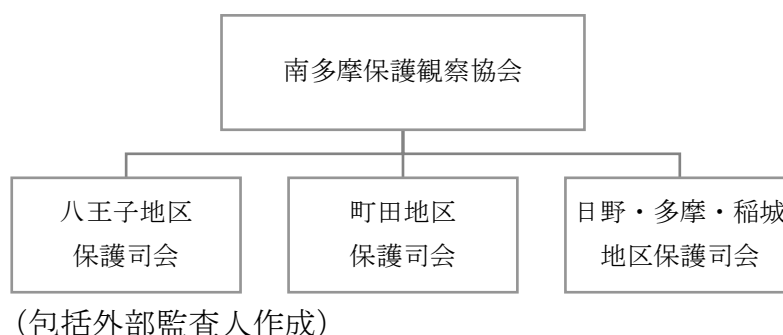 南多摩保護観察協会
八王子地区
保護司会
町田地区
保護司会
日野・多摩・稲城
地区保護司会
（包括外部監査人作成）